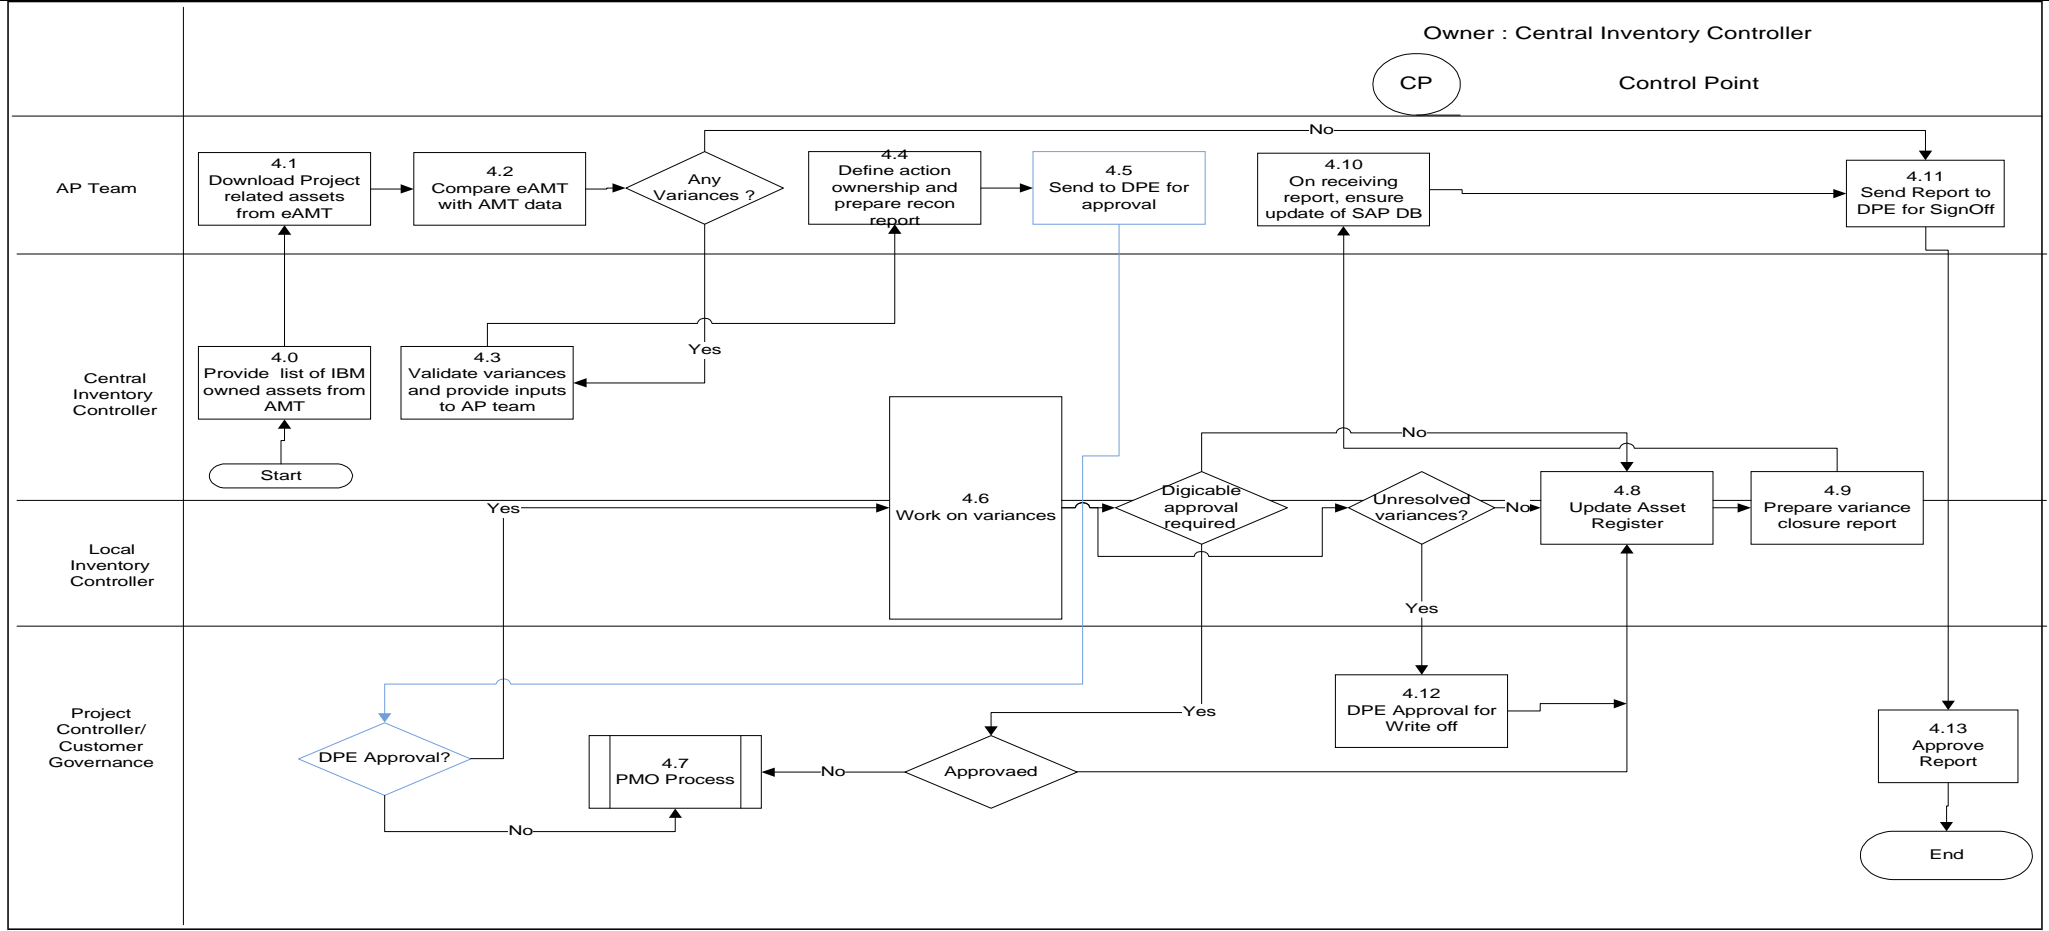 Owner : Central Inventory Controller
CP
Control Point
AP Team
4.1
Download Project
related assets
from eAMT
4.2
Compare eAMT
with AMT data
Any
Variances ?
No
4.4
Define action
ownership and
prepare recon
report
4.5
Send to DPE for
approval
4.10
On receiving
report, ensure
update of SAP DB
4.11
Send Report to
DPE for SignOff
Central
Inventory
Controller
4.0
Provide  list of IBM
owned assets from
AMT
Start
4.3
Validate variances
and provide inputs
to AP team
Yes
No
Yes
4.6
Work on variances
Digicable
approval
required
Unresolved
variances?
No
4.8
Update Asset
Register
4.9
Prepare variance
closure report
Local
Inventory
Controller
Yes
Project
Controller/
Customer
Governance
DPE Approval?
No
4.7
PMO Process
No
Approvaed
Yes
4.12
DPE Approval for
Write off
4.13
Approve
Report
End